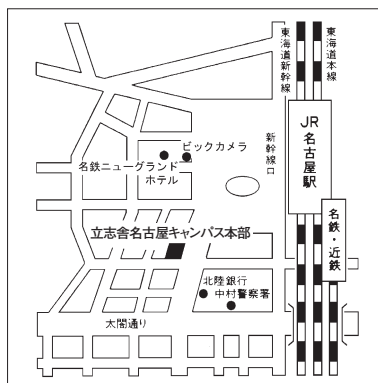 東海道新幹線
東海道本線
JR名古屋駅
新幹線口
ビックカメラ
名鉄ニューグランド
ホテル
名鉄・近鉄
立志舎名古屋キャンパス本部
北陸銀行
中村警察署
太閤通り